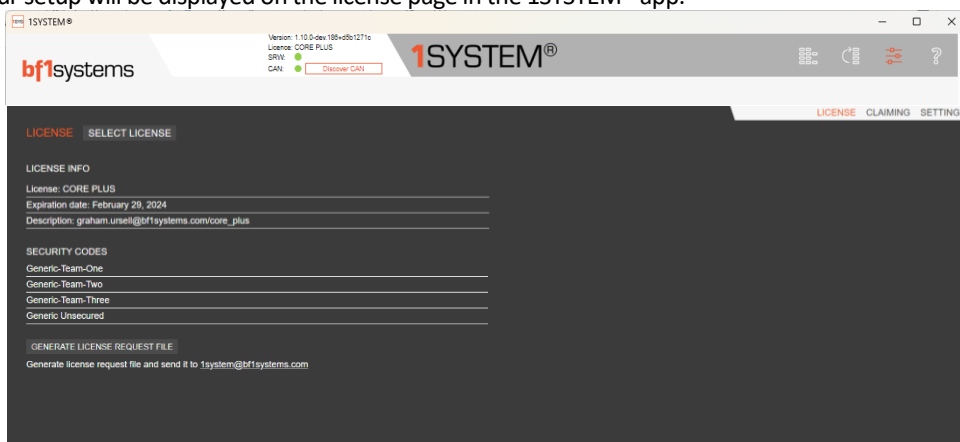 ur setup will be displayed on the license page in the 1SYSTEM® app.
1SYSTEM®
bf1systems
Version: 1.10.0-dev.186+d5b1271c
Licence: CORE PLUS
SRW:
CAN: Discover CAN
1SYSTEM®
LICENSE CLAIMING SETTING
LICENSE SELECT LICENSE
LICENSE INFO
License: CORE PLUS
Expiration date: February 29, 2024
Description: graham.ursell@bf1systems.com/core_plus
SECURITY CODES
Generic-Team-One
Generic-Team-Two
Generic-Team-Three
Generic Unsecured
GENERATE LICENSE REQUEST FILE
Generate license request file and send it to 1system@bf1systems.com